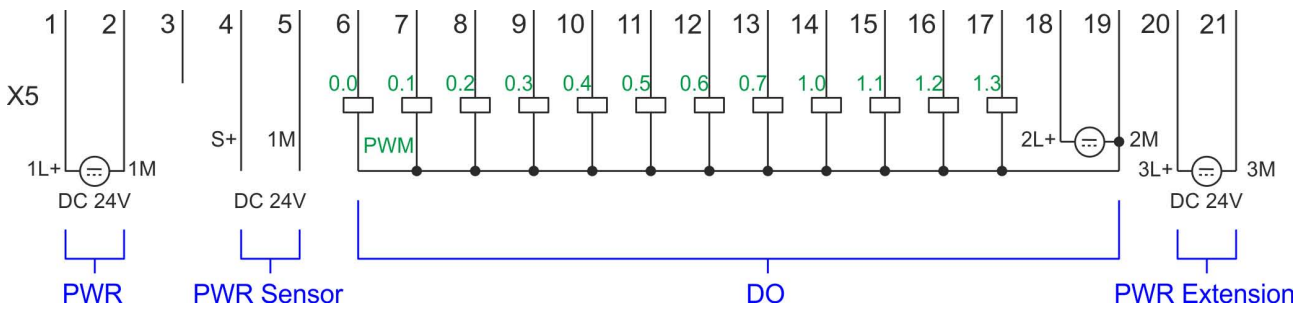 1 2 3 4 5 6 7 8 9 10 11 12 13 14 15 16 17 18 19 20 21
0.0 0.1 0.2 0.3 0.4 0.5 0.6 0.7 1.0 1.1 1.2 1.3
X5
S+ 1M PWM 2L+ 2M
1L+ 1M 3L+ 3M
DC 24V DC 24V DC 24V
PWR PWR Sensor DO PWR Extension